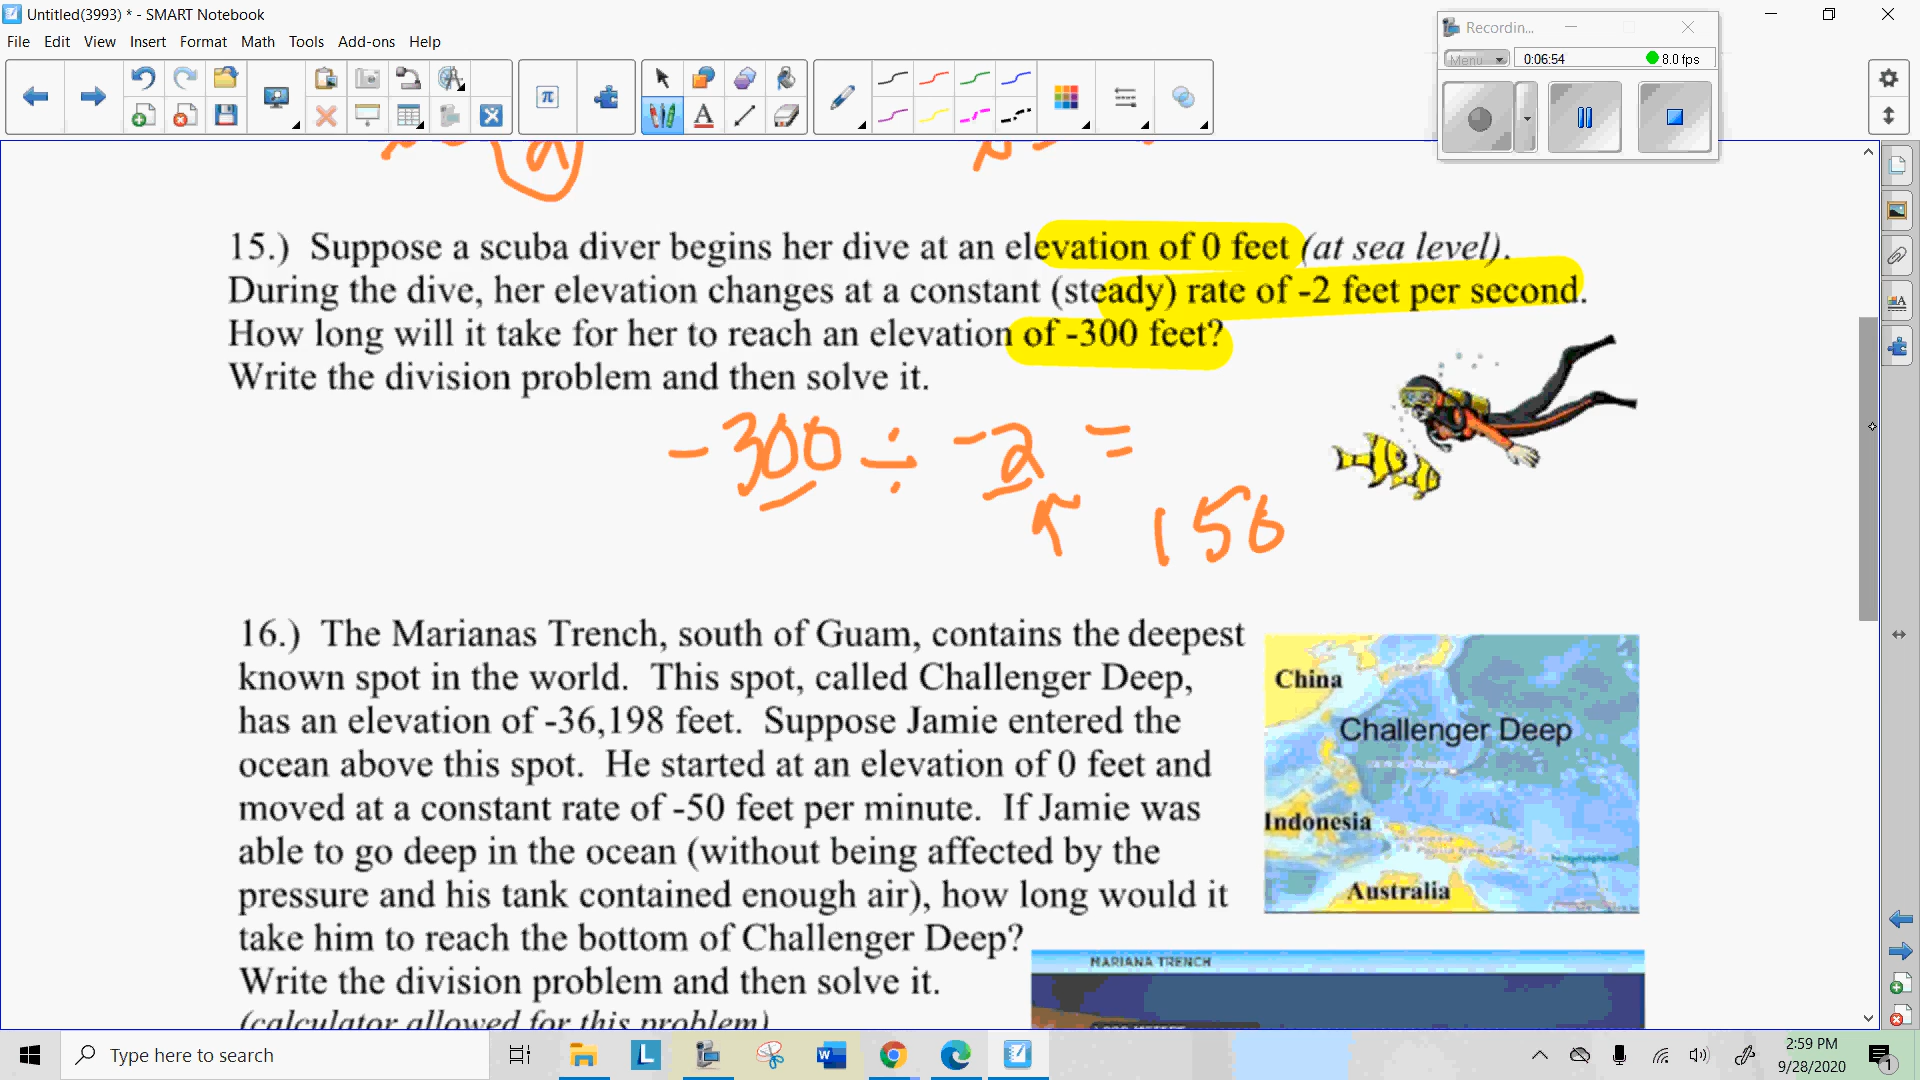 Untitled(3993) * - SMART Notebook
File Edit View Insert Format Math Tools Add-ons Help
Recordin...
Menu 0:06:54 8.0 fps
15.) Suppose a scuba diver begins her dive at an elevation of 0 feet (at sea level).
During the dive, her elevation changes at a constant (steady) rate of -2 feet per second.
How long will it take for her to reach an elevation of -300 feet?
Write the division problem and then solve it.
-300 ÷ -2 =
150
16.) The Marianas Trench, south of Guam, contains the deepest
known spot in the world. This spot, called Challenger Deep,
has an elevation of -36,198 feet. Suppose Jamie entered the
ocean above this spot. He started at an elevation of 0 feet and
moved at a constant rate of -50 feet per minute. If Jamie was
able to go deep in the ocean (without being affected by the
pressure and his tank contained enough air), how long would it
take him to reach the bottom of Challenger Deep?
Write the division problem and then solve it.
(calculator allowed for this problem)
China
Challenger Deep
Indonesia
Australia
MARIANA TRENCH
Type here to search
2:59 PM
9/28/2020
1